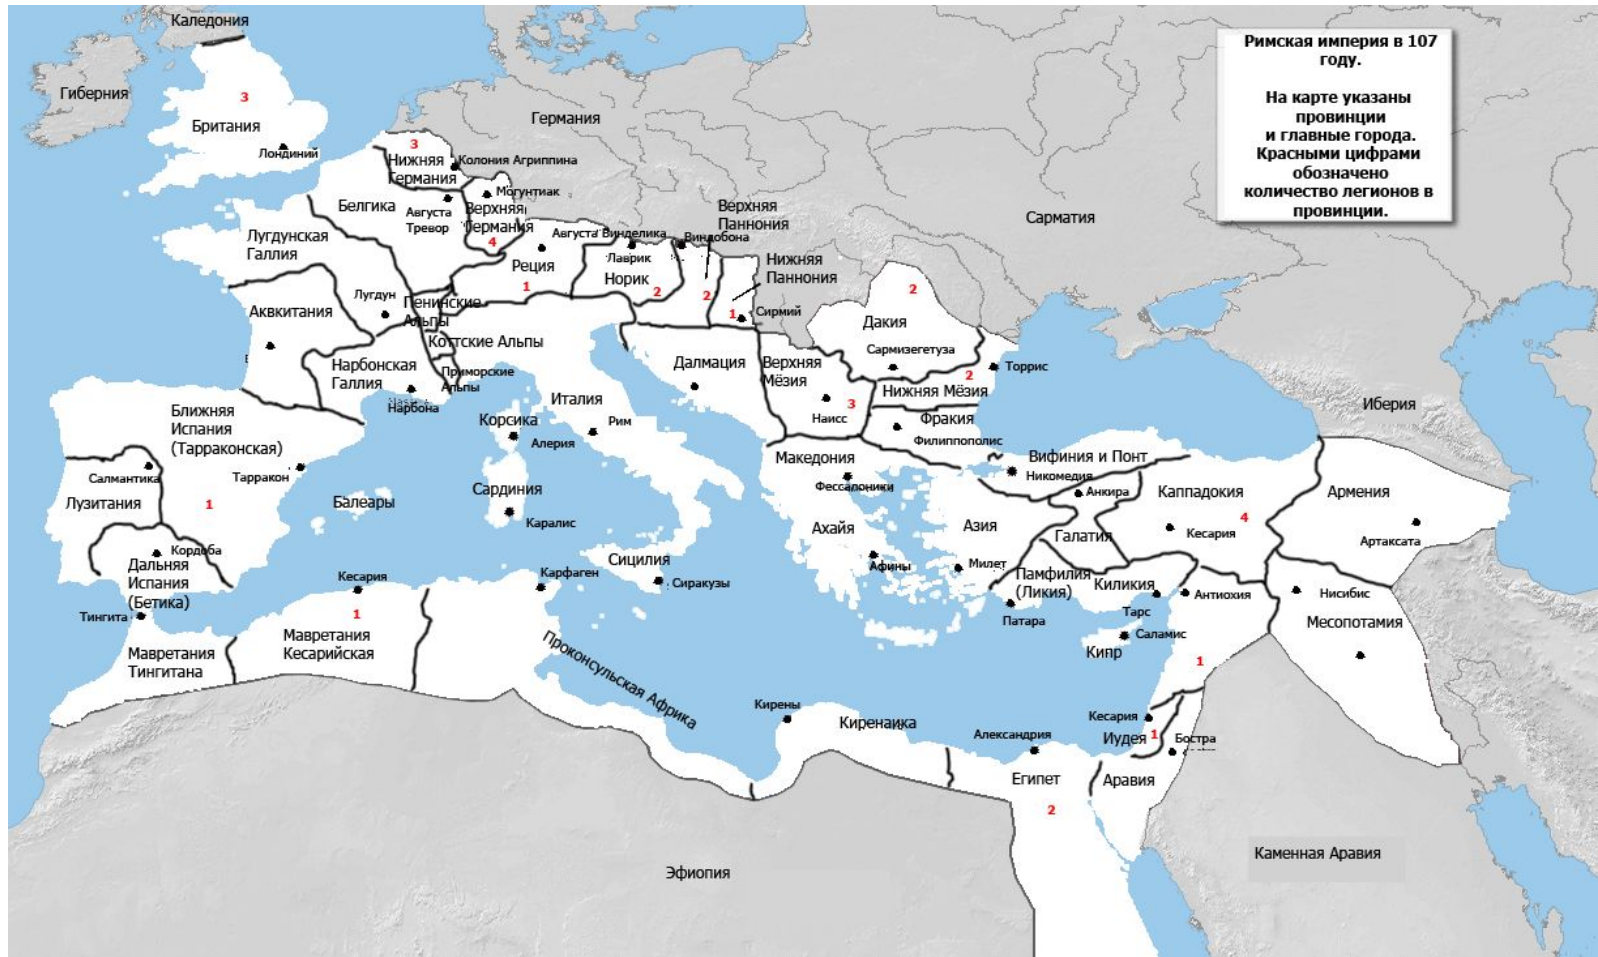 Каледония
Гиберния
3
Британия
Лондиний
Германия
Римская империя в 107
году.
На карте указаны
провинции
и главные города.
Красными цифрами
обозначено
количество легионов в
провинции.
3
Нижняя
Германия
Колония Агриппина
Могунтиак
Белгика
Августа
Тревор
Верхняя
Германия
4
Верхняя
Паннония
Сарматия
Лугдунская
Галлия
Августа Винделика
Виндобона
Лаврик
Реция
1
Норик
2
2
Нижняя
Паннония
1
Сирмий
2
Дакия
Сармизегетуза
Аквкитания
Лугдун
Пенинские
Альпы
Коттские Альпы
Нарбонская
Галлия
Приморские
Альпы
Нарбона
Далмация
Верхняя
Мёзия
3
Наисс
2
Торрис
Нижняя Мёзия
Фракия
Филиппополис
Иберия
Ближняя
Испания
(Тарраконская)
Италия
Рим
Корсика
Алерия
Македония
Фессалоники
Вифиния и Понт
Никомедия
Анкира
Каппадокия
4
Кесария
Армения
Артаксата
Салмантика
Лузитания
Тарракон
1
Балеары
Сардиния
Каралис
Ахайя
Афины
Азия
Милет
Галатия
Кордоба
Дальняя
Испания
(Бетика)
Тингита
Кесария
1
Карфаген
Сицилия
Сиракузы
Памфилия
(Ликия)
Патара
Киликия
Тарс
Антиохия
Нисибис
Месопотамия
Саламис
Кипр
1
Мавретания
Тингитана
Мавретания
Кесарийская
Проконсульская Африка
Кирены
Киренаика
Александрия
Кесария
Иудея
1
Бостра
Египет
2
Аравия
Эфиопия
Каменная Аравия